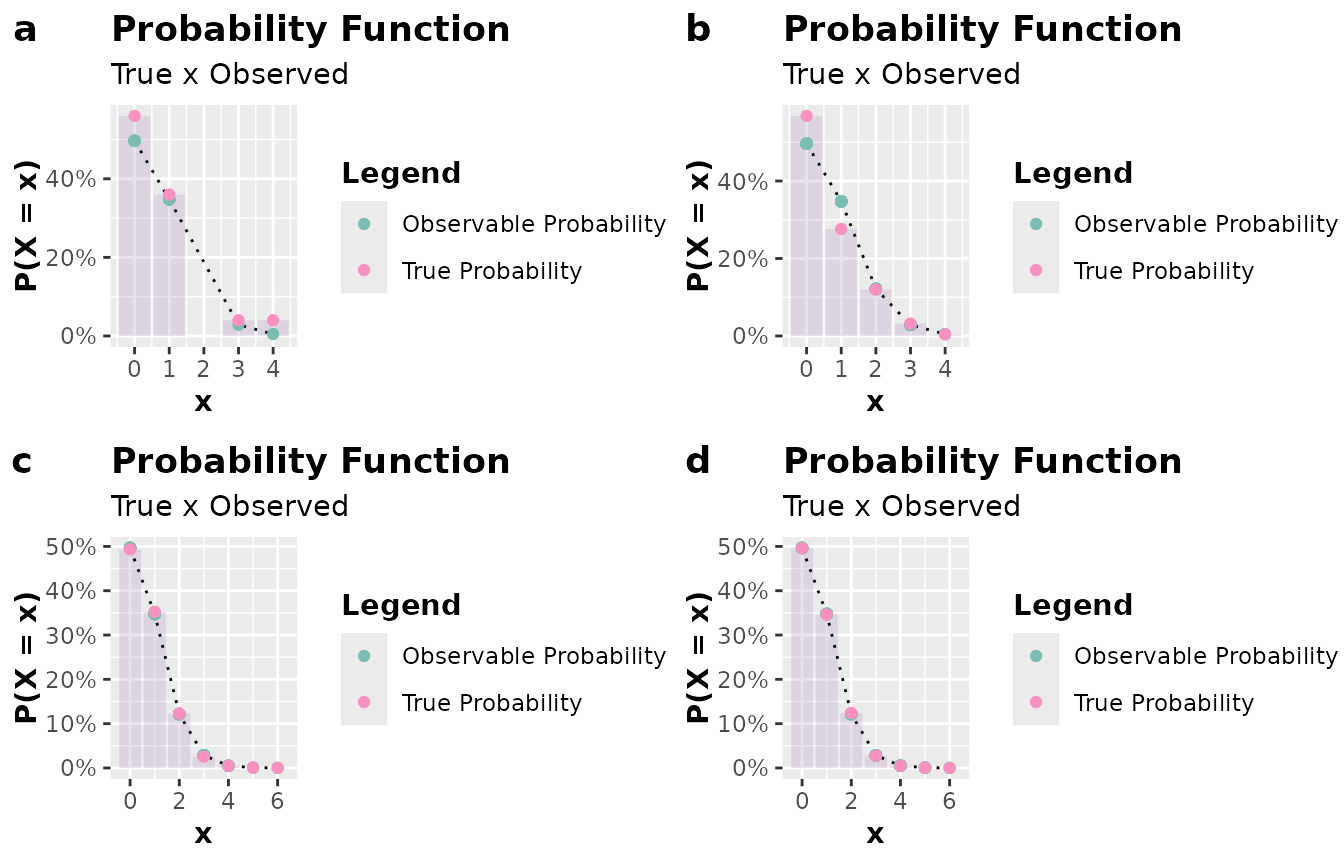 a
Probability Function
True x Observed
P(X = x)
40%
20%
0%
0 1 2 3 4
x
Legend
Observable Probability
True Probability
b
Probability Function
True x Observed
P(X = x)
40%
20%
0%
0 1 2 3 4
x
Legend
Observable Probability
True Probability
c
Probability Function
True x Observed
P(X = x)
50%
40%
30%
20%
10%
0%
0 2 4 6
x
Legend
Observable Probability
True Probability
d
Probability Function
True x Observed
P(X = x)
50%
40%
30%
20%
10%
0%
0 2 4 6
x
Legend
Observable Probability
True Probability